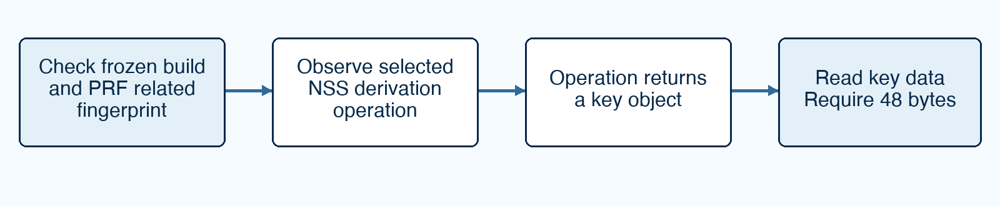 Check frozen build
and PRF related
fingerprint
Observe selected
NSS derivation
operation
Operation returns
a key object
Read key data
Require 48 bytes